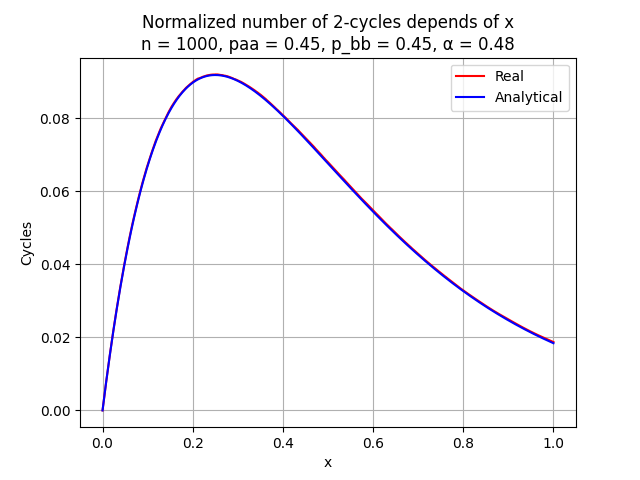 Normalized number of 2-cycles depends of x
n = 1000, paa = 0.45, p_bb = 0.45, α = 0.48
Real
Analytical
Cycles
0.08
0.06
0.04
0.02
0.00
0.0 0.2 0.4 0.6 0.8 1.0
x